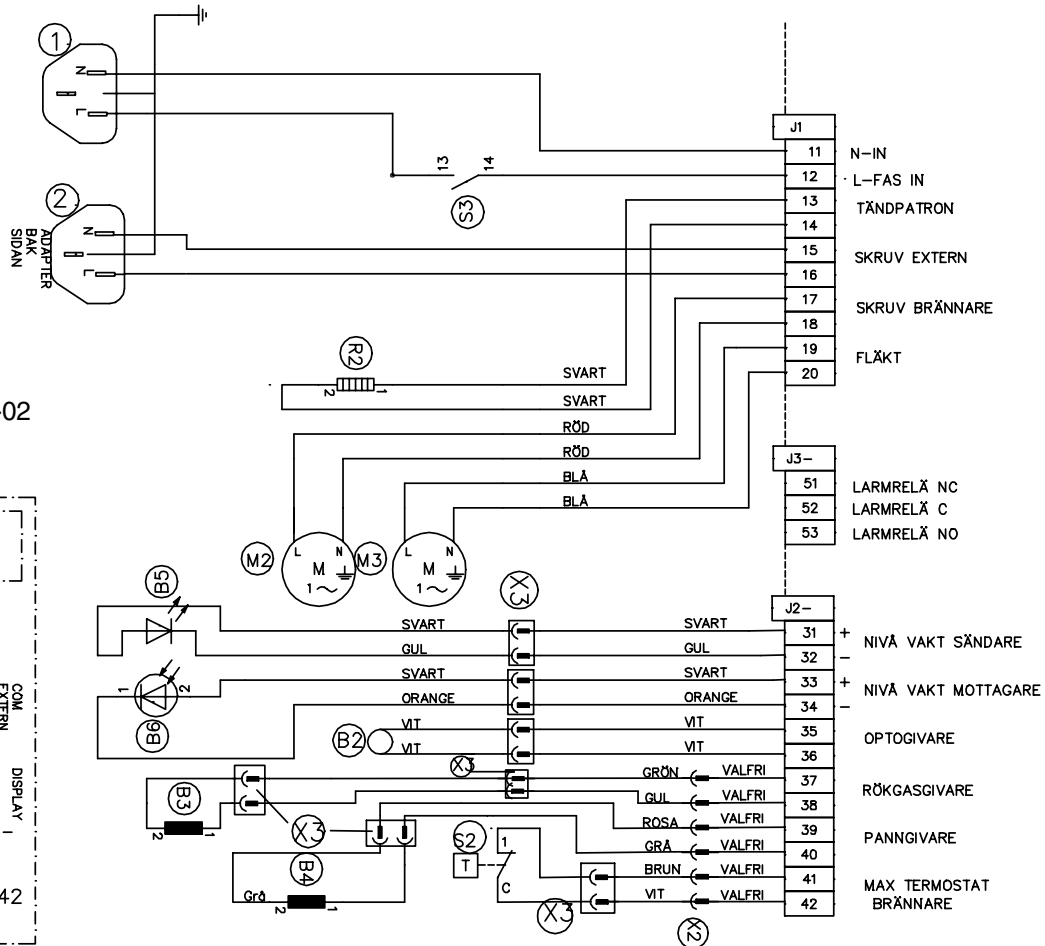 1
N
L
2
N
L
ADAPTER
BAK
SIDAN
13
14
S3
J1
11 N-IN
12 L-FAS IN
13
TÄNDPATRON
14
15
SKRUV EXTERN
16
17
SKRUV BRÄNNARE
18
19
FLÄKT
20
R2
2
1
SVART
SVART
RÖD
RÖD
BLÅ
BLÅ
-02
J3-
51 LARMRELÄ NC
52 LARMRELÄ C
53 LARMRELÄ NO
M2
L
N
M
1~
M3
L
N
M
1~
J2-
B5
X3
SVART
SVART
31 +
NIVÅ VAKT SÄNDARE
GUL
GUL
32 -
SVART
SVART
33 +
NIVÅ VAKT MOTTAGARE
1
2
B6
ORANGE
ORANGE
34 -
VIT
VIT
35
OPTOGIVARE
B2
VIT
VIT
36
X3
GRÖN
VALFRI
37
RÖKGASGIVARE
GUL
VALFRI
38
B3
2
1
X3
ROSA
VALFRI
39
PANNGIVARE
GRÅ
VALFRI
40
S2
T
1
C
BRUN
VALFRI
41
MAX TERMOSTAT
BRÄNNARE
VIT
VALFRI
42
B4
Grå
2
1
X3
X2
COM
EXTERN
DISPLAY
42